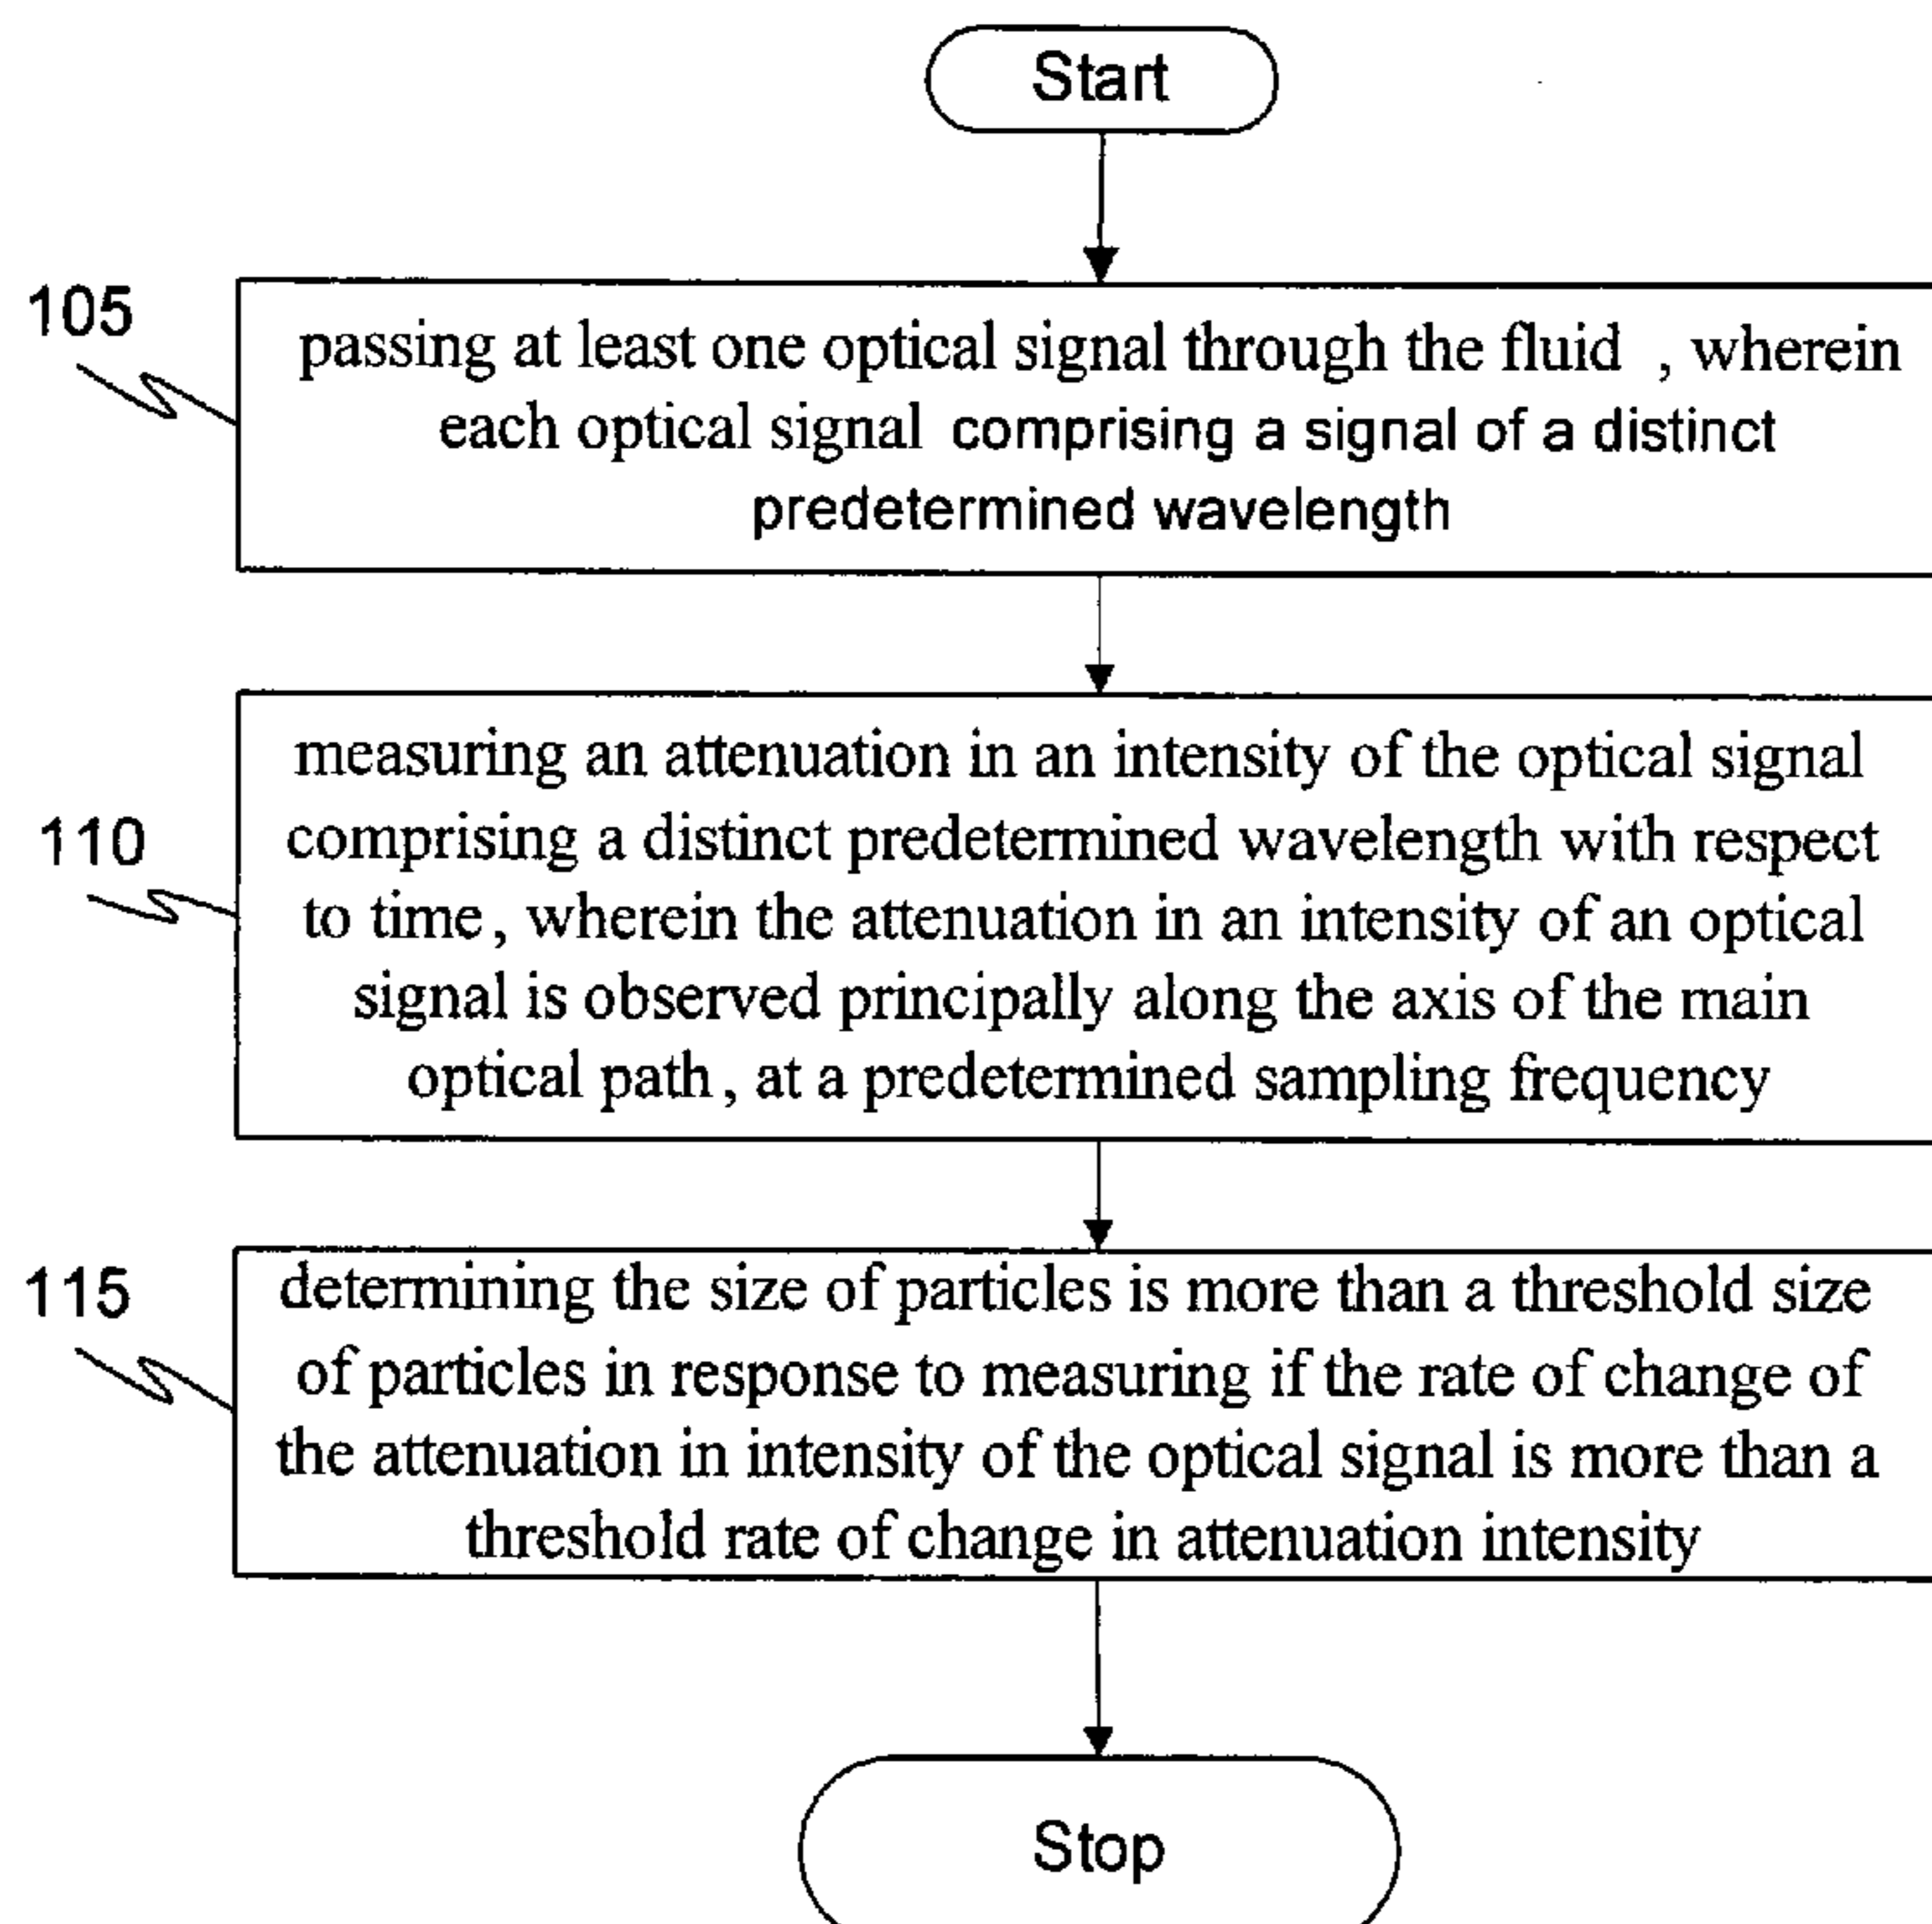 Start
105
passing at least one optical signal through the fluid , wherein
each optical signal comprising a signal of a distinct
predetermined wavelength
110
measuring an attenuation in an intensity of the optical signal
comprising a distinct predetermined wavelength with respect
to time, wherein the attenuation in an intensity of an optical
signal is observed principally along the axis of the main
optical path, at a predetermined sampling frequency
115
determining the size of particles is more than a threshold size
of particles in response to measuring if the rate of change of
the attenuation in intensity of the optical signal is more than a
threshold rate of change in attenuation intensity
Stop